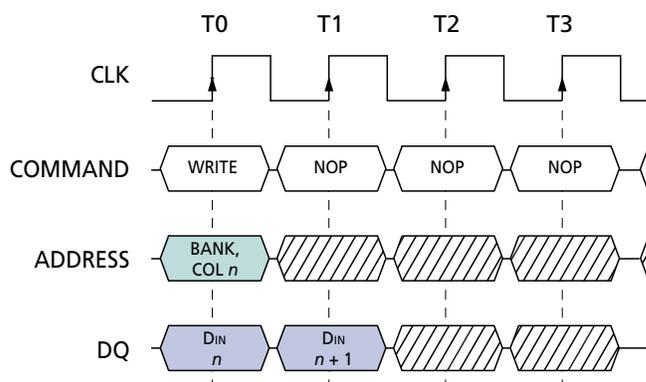 T0 T1 T2 T3
CLK
COMMAND WRITE NOP NOP NOP
ADDRESS BANK,
COL n
DQ DIN DIN
n n + 1